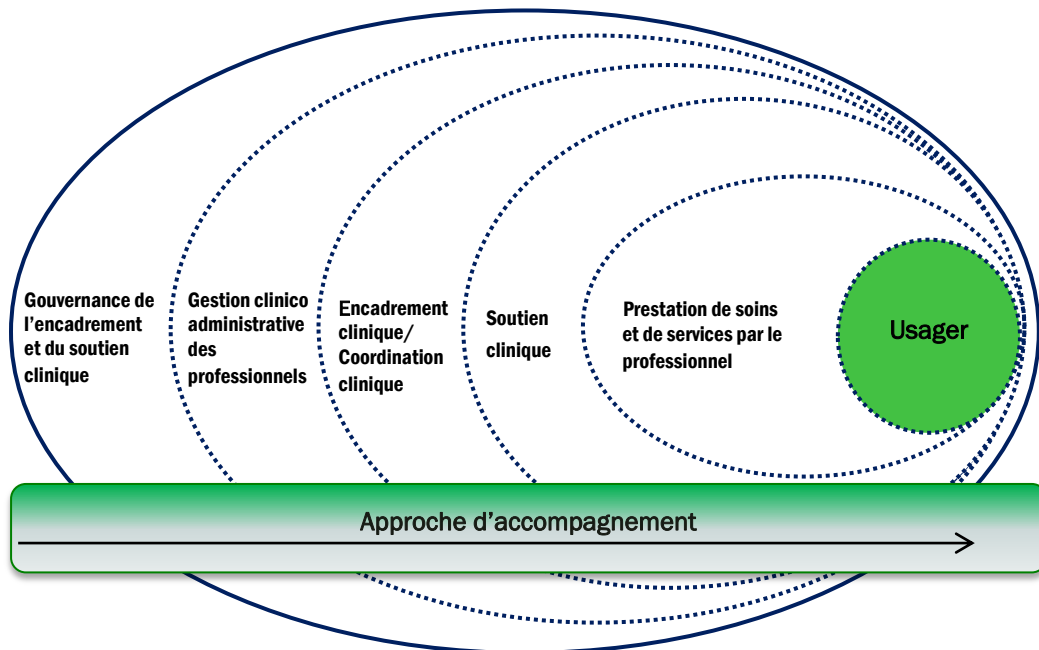 Gouvernance de
l'encadrement
et du soutien
clinique
Gestion clinico
administrative
des
professionnels
Encadrement
clinique/
Coordination
clinique
Soutien
clinique
Prestation de soins
et de services par le
professionnel
Usager
Approche d'accompagnement